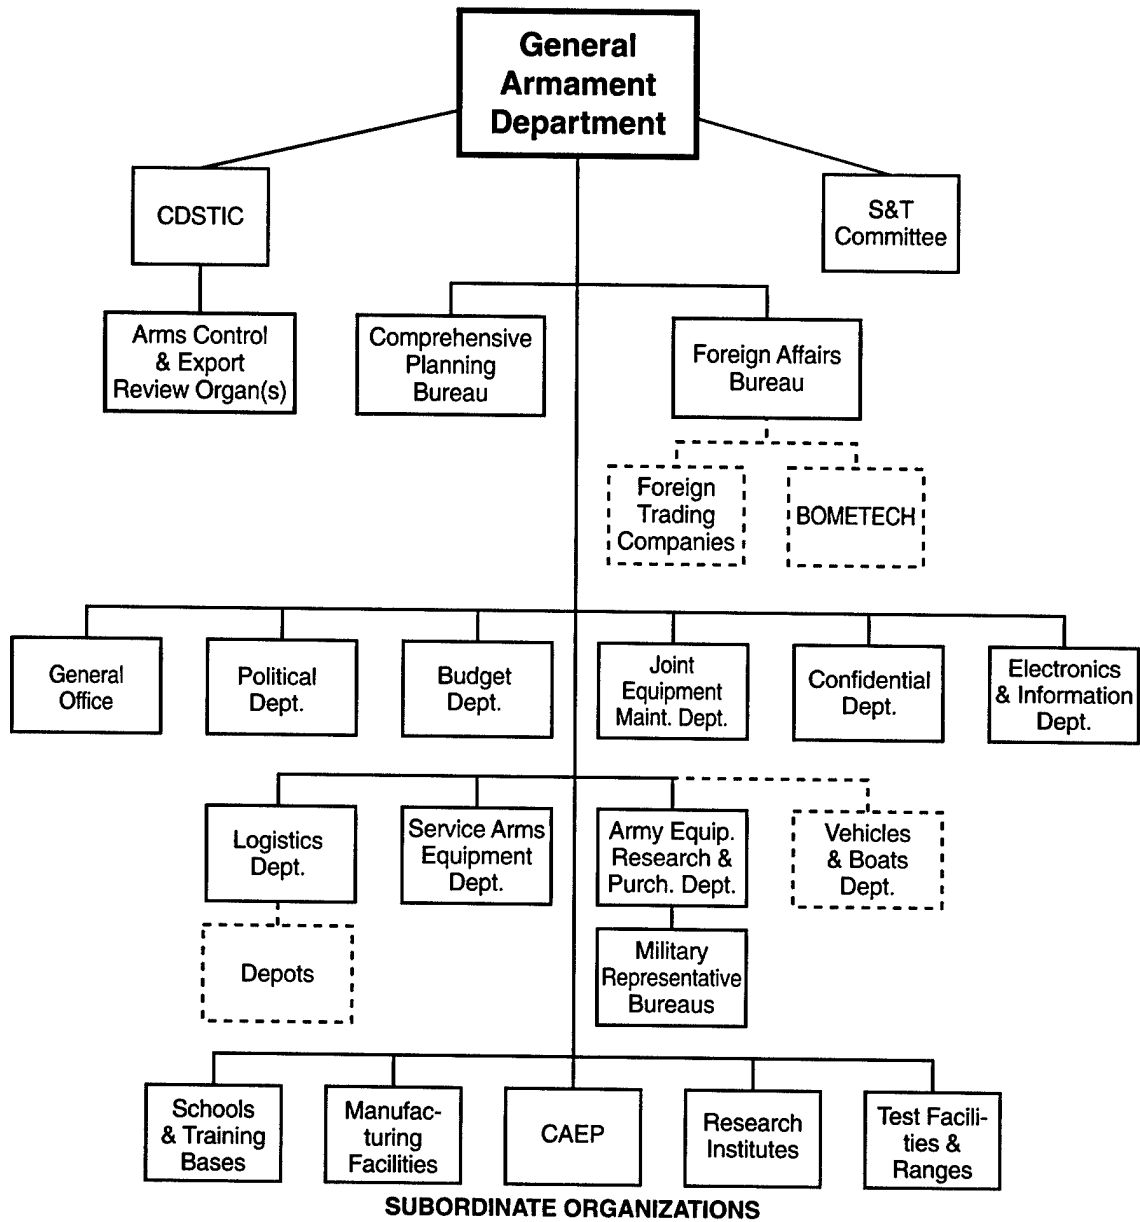 General
Armament
Department
CDSTIC
S&T
Committee
Arms Control
& Export
Review Organ(s)
Comprehensive
Planning
Bureau
Foreign Affairs
Bureau
Foreign
Trading
Companies
BOMETECH
General
Office
Political
Dept.
Budget
Dept.
Joint
Equipment
Maint. Dept.
Confidential
Dept.
Electronics
& Information
Dept.
Logistics
Dept.
Service Arms
Equipment
Dept.
Army Equip.
Research &
Purch. Dept.
Vehicles
& Boats
Dept.
Depots
Military
Representative
Bureaus
Schools
& Training
Bases
Manufac-
turing
Facilities
CAEP
Research
Institutes
Test Facili-
ties &
Ranges
SUBORDINATE ORGANIZATIONS